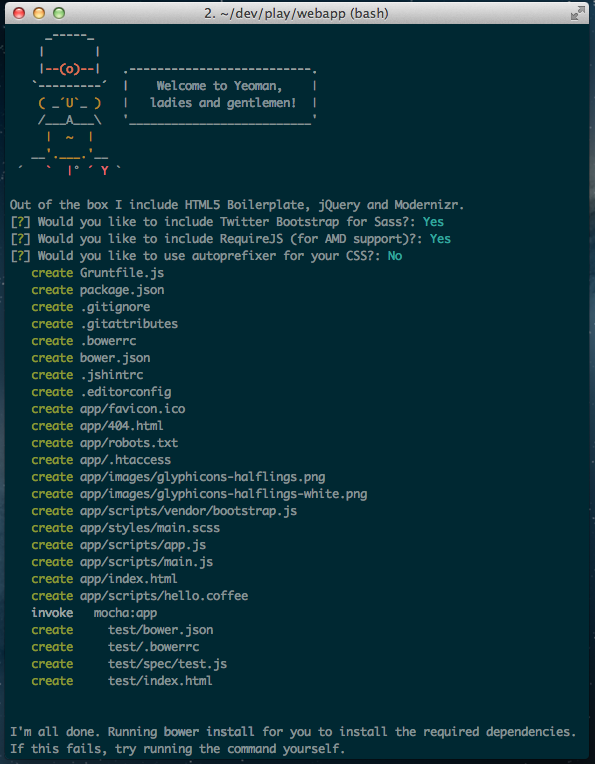 2. ~/dev/play/webapp (bash)
     _-----_
    |       |
    |--(o)--|   .--------------------------.
   `---------´  |    Welcome to Yeoman,    |
    ( _´U`_ )   |   ladies and gentlemen!  |
    /___A___\   '__________________________'
     |  ~  |
   __'.___.'__
 ´   `  |° ´ Y `
Out of the box I include HTML5 Boilerplate, jQuery and Modernizr.
[?] Would you like to include Twitter Bootstrap for Sass?: Yes
[?] Would you like to include RequireJS (for AMD support)?: Yes
[?] Would you like to use autoprefixer for your CSS?: No
   create Gruntfile.js
   create package.json
   create .gitignore
   create .gitattributes
   create .bowerrc
   create bower.json
   create .jshintrc
   create .editorconfig
   create app/favicon.ico
   create app/404.html
   create app/robots.txt
   create app/.htaccess
   create app/images/glyphicons-halflings.png
   create app/images/glyphicons-halflings-white.png
   create app/scripts/vendor/bootstrap.js
   create app/styles/main.scss
   create app/scripts/app.js
   create app/scripts/main.js
   create app/index.html
   create app/scripts/hello.coffee
   invoke   mocha:app
   create     test/bower.json
   create     test/.bowerrc
   create     test/spec/test.js
   create     test/index.html
I'm all done. Running bower install for you to install the required dependencies.
If this fails, try running the command yourself.